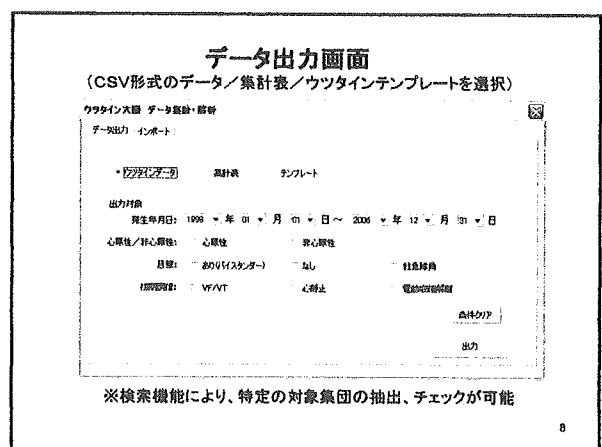 データ出力画面
(CSV形式のデータ/集計表/ウツタインテンプレートを選択)
ウツタイン大阪 データ集計・解析
データ出力 インポート
ウツタインデータ 集計表 テンプレート
出力対象
発生年月日: 1998 年 01 月 01 日 ~ 2006 年 12 月 31 日
心原性/非心原性: 心原性 非心原性
目撃: あり(バイスタンダー) なし 救急隊員
VF/VT 心静止
条件クリア
出力
※検索機能により、特定の対象集団の抽出、チェックが可能
8